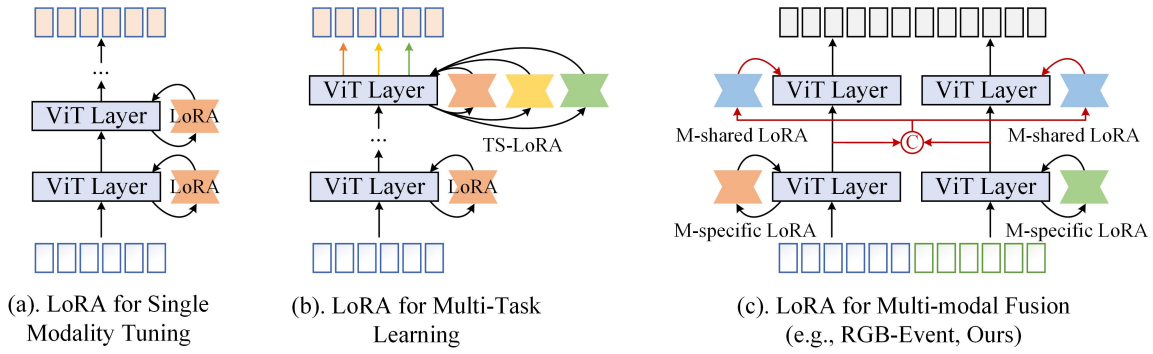 ...
ViT Layer
LoRA
ViT Layer
LoRA
(a). LoRA for Single
Modality Tuning
ViT Layer
TS-LoRA
...
ViT Layer
LoRA
(b). LoRA for Multi-Task
Learning
ViT Layer
ViT Layer
M-shared LoRA
M-shared LoRA
C
ViT Layer
ViT Layer
M-specific LoRA
M-specific LoRA
(c). LoRA for Multi-modal Fusion
(e.g., RGB-Event, Ours)